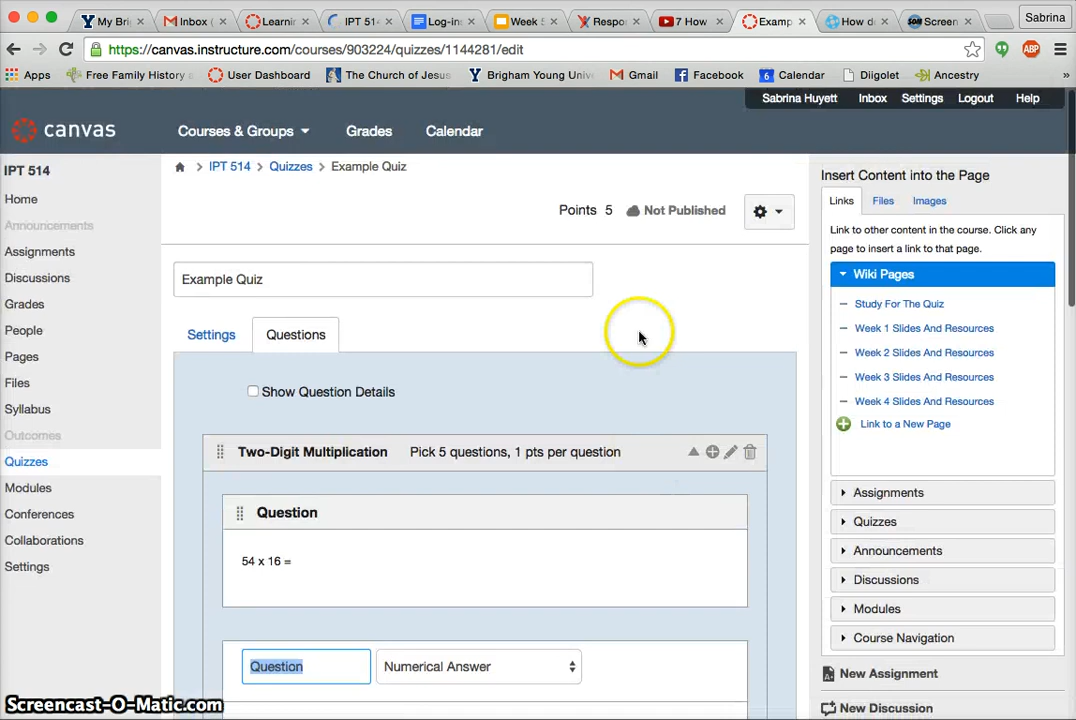 My Bri
Inbox (
Learnin
IPT 514
Log-ins
Week 5
Respo
7 How
Examp
How do
Screen
Sabrina
https://canvas.instructure.com/courses/903224/quizzes/1144281/edit
ABP
Apps
Free Family History
User Dashboard
The Church of Jesus
Brigham Young Univ
Gmail
Facebook
6
Calendar
Diigolet
Ancestry
»
Sabrina Huyett Inbox Settings Logout Help
canvas
Courses & Groups
Grades
Calendar
IPT 514
Home
Announcements
Assignments
Discussions
Grades
People
Pages
Files
Syllabus
Outcomes
Quizzes
Modules
Conferences
Collaborations
Settings
> IPT 514 > Quizzes > Example Quiz
Points 5 Not Published
Example Quiz
Settings
Questions
Show Question Details
Two-Digit Multiplication Pick 5 questions, 1 pts per question
Question
54 x 16 =
Question
Numerical Answer
Insert Content into the Page
Links Files Images
Link to other content in the course. Click any
page to insert a link to that page.
Wiki Pages
Study For The Quiz
Week 1 Slides And Resources
Week 2 Slides And Resources
Week 3 Slides And Resources
Week 4 Slides And Resources
Link to a New Page
Assignments
Quizzes
Announcements
Discussions
Modules
Course Navigation
New Assignment
New Discussion
Screencast-O-Matic.com